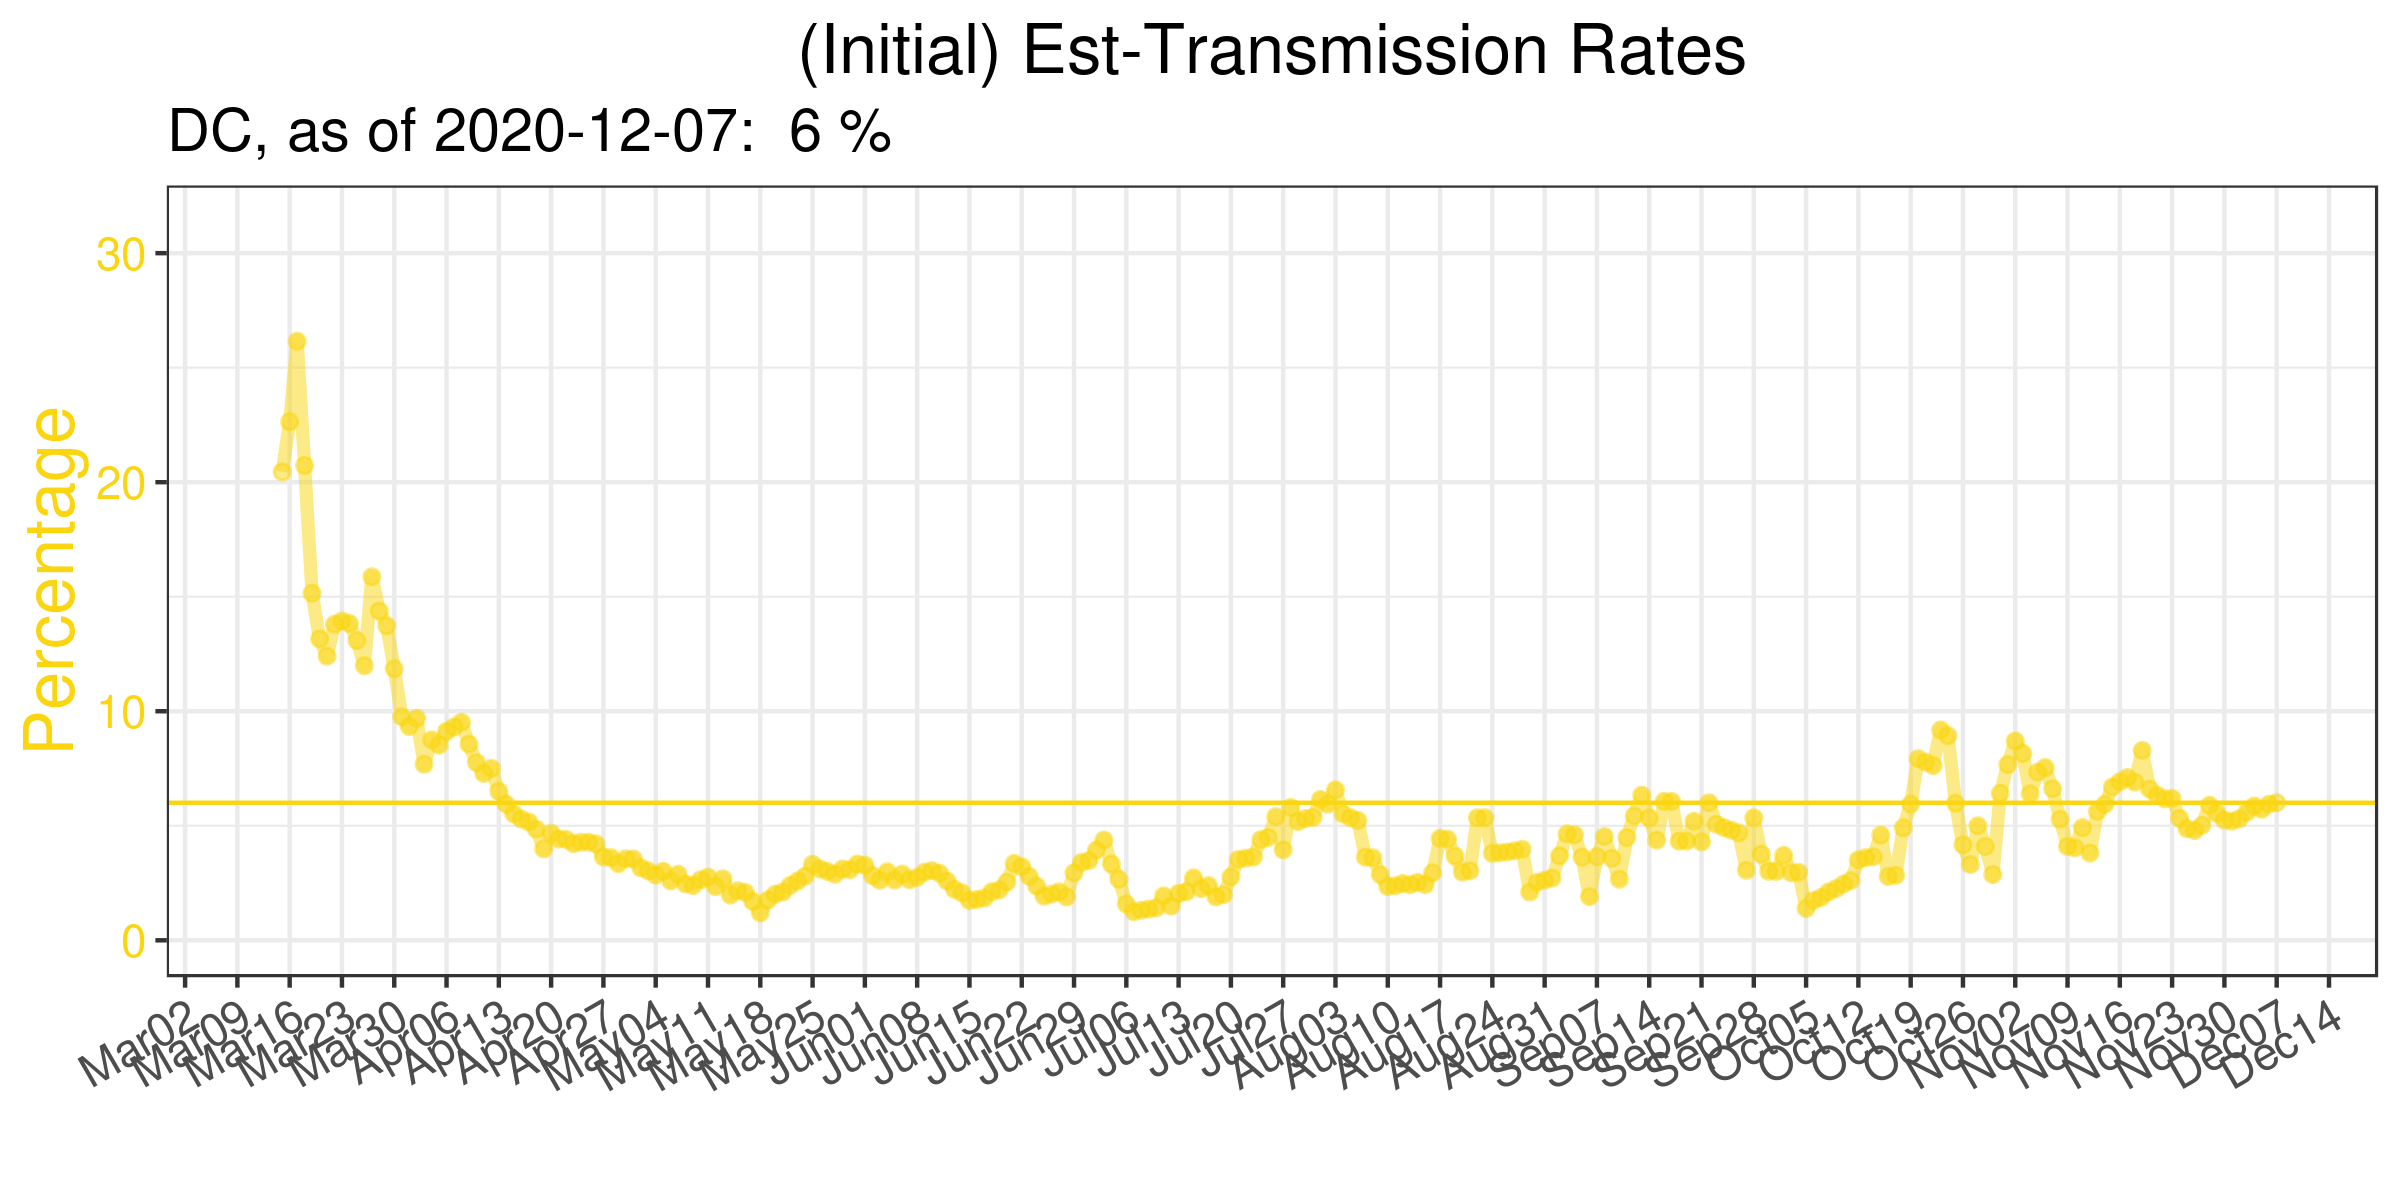 (Initial) Est-Transmission Rates
DC, as of 2020-12-07:  6 %
Percentage
30
20
10
0
Mar02
Mar09
Mar16
Mar23
Mar30
Apr06
Apr13
Apr20
Apr27
May04
May11
May18
May25
Jun01
Jun08
Jun15
Jun22
Jun29
Jul06
Jul13
Jul20
Jul27
Aug03
Aug10
Aug17
Aug24
Aug31
Sep07
Sep14
Sep21
Sep28
Oct05
Oct12
Oct19
Oct26
Nov02
Nov09
Nov16
Nov23
Nov30
Dec07
Dec14